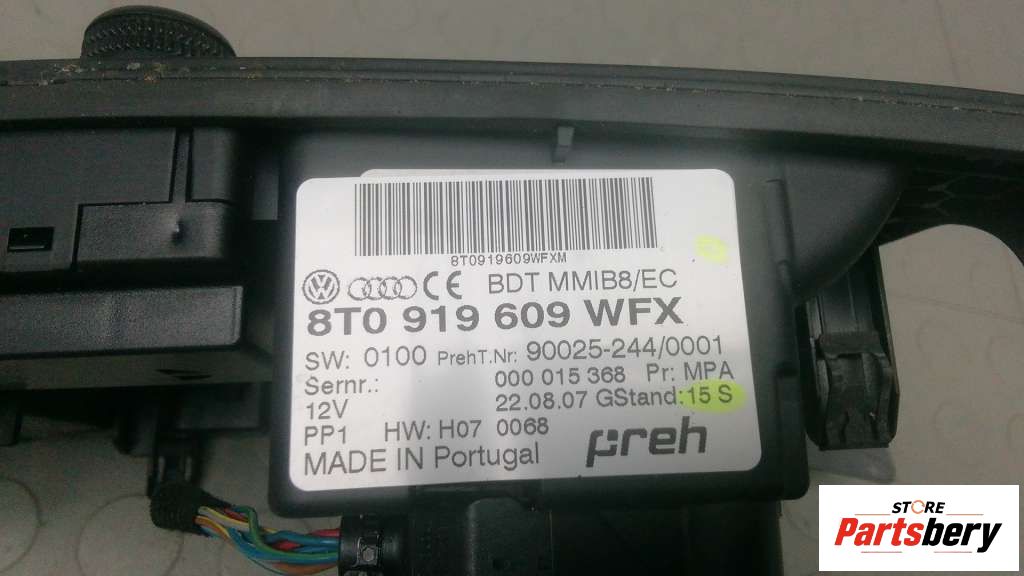 8T0919609WFXM
BDT MMIB8/EC
8T0 919 609 WFX
SW: 0100 PrehT.Nr: 90025-244/0001
Sernr.: 000 015 368 Pr: MPA
12V 22.08.07 GStand: 15 S
PP1 HW: H07 0068
MADE IN Portugal preh
STORE
Partsbery